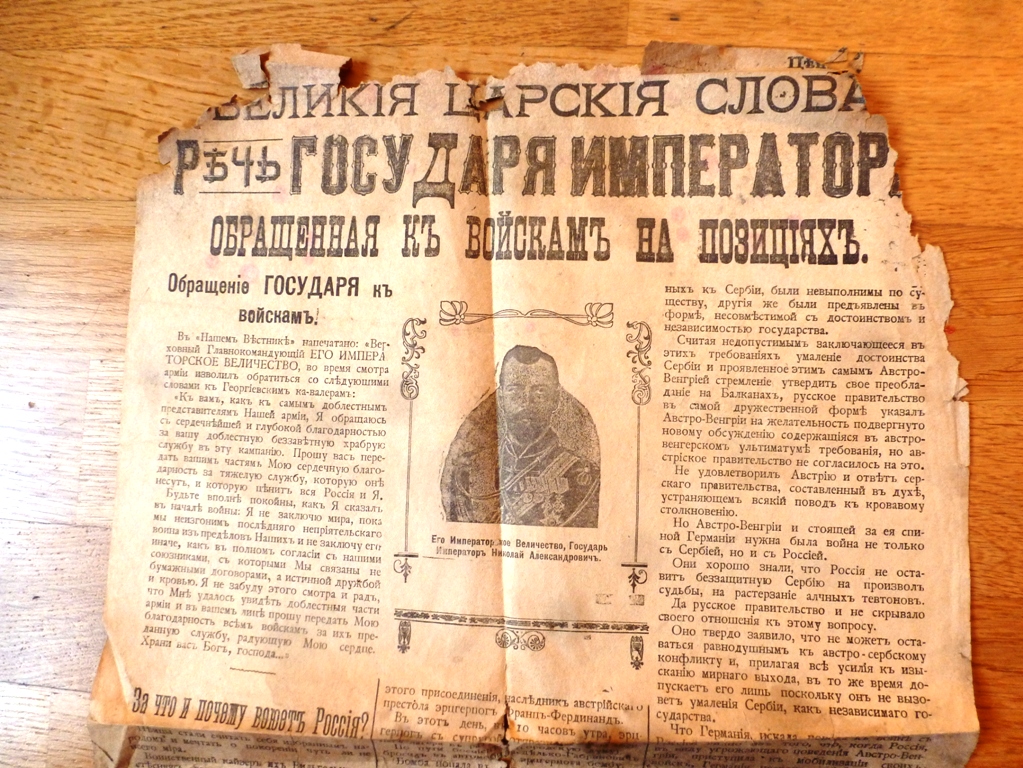 ВЕЛИКІЯ ЦАРСКІЯ СЛОВА
РѢЧЬ ГОСУДАРЯ ИМПЕРАТОРА
ОБРАЩЕННАЯ КЪ ВОЙСКАМЪ НА ПОЗИЦІЯХЪ.
Обращеніе ГОСУДАРЯ къ
войскамъ.
Въ «Нашемъ Вѣстникѣ» напечатано: «Вер-
ховный Главнокомандующій ЕГО ИМПЕРА
ТОРСКОЕ ВЕЛИЧЕСТВО, во время смотра
арміи изволилъ обратиться со слѣдующими
словами къ Георгіевскимъ ка-валерамъ:
«Къ вамъ, какъ къ самымъ доблестнымъ
представителямъ Нашей арміи, Я обращаюсь
съ сердечнѣйшей и глубокой благодарностью
за вашу доблестную беззавѣтную храбрую
службу въ эту кампанію. Прошу васъ пере-
дать вашимъ частямъ Мою сердечную благо-
дарность за тяжелую службу, которую онѣ
несутъ, и которую цѣнитъ вся Россія и Я.
Будьте вполнѣ покойны, какъ Я сказалъ
въ началѣ войны: Я не заключю мира, пока
мы неизгонимъ послѣдняго непріятельскаго
воина изъ предѣловъ Нашихъ и не заключу его
иначе, какъ въ полномъ согласіи съ нашими
союзниками, съ которыми Мы связаны не
бумажными договорами, а истинной дружбой
и кровью. Я не забуду этого смотра и радъ,
что Мнѣ удалось увидѣть доблестныя части
арміи и въ вашемъ лицѣ прошу передать Мою
благодарность всѣм войскамъ за ихъ пре-
данную службу, радующую Мою сердце.
Храни васъ Богъ, господа...»
За что и почему воюетъ Россія?
Его Императорское Величество, Государь
Императоръ Николай Александровичъ.
этого присоединенія, наслѣдникъ австрійскаго
престола эрцгерцогъ Францъ-Фердинандъ.
Въ этотъ день, часовъ утра,
ныхъ къ Сербіи, были невыполнимы по су-
ществу, другія же были предъявлены въ
формѣ, несовмѣстимой съ достоинствомъ и
независимостью государства.
Считая недопустимымъ заключающееся въ
этихъ требованіяхъ умаленіе достоинства
Сербіи и проявленное этимъ самымъ Австро-
Венгріей стремленіе утвердить свое преобла-
даніе на Балканахъ, русское правительство
въ самой дружественной формѣ указалъ
Австро-Венгріи на желательность подвергнуто
новому обсужденію содержащіяся въ австро-
венгерскомъ ультиматумѣ требованія, но ав-
стрійское правительство не согласилось на это.
Не удовлетворилъ Австрію и отвѣтъ сер-
скаго правительства, составленный въ духѣ,
устраняющемъ всякій поводъ къ кровавому
столкновенію.
Но Австро-Венгріи и стоящей за ея спи-
ной Германіи нужна была война не только
съ Сербіей, но и съ Россіей.
Они хорошо знали, что Россія не оста-
витъ беззащитную Сербію на произволъ
судьбы, на растерзаніе алчныхъ тевтоновъ.
Да русское правительство и не скрывало
своего отношенія къ этому вопросу.
Оно твердо заявило, что не можетъ оста-
ваться равнодушнымъ къ австро-сербскому
конфликту и, прилагая всѣ усилія къ изы-
сканію мирнаго выхода, въ то же время до-
пускаетъ его лишь поскольку онъ не вызо-
ветъ умаленія Сербіи, какъ независимаго го-
сударства.
Что Германія, искала